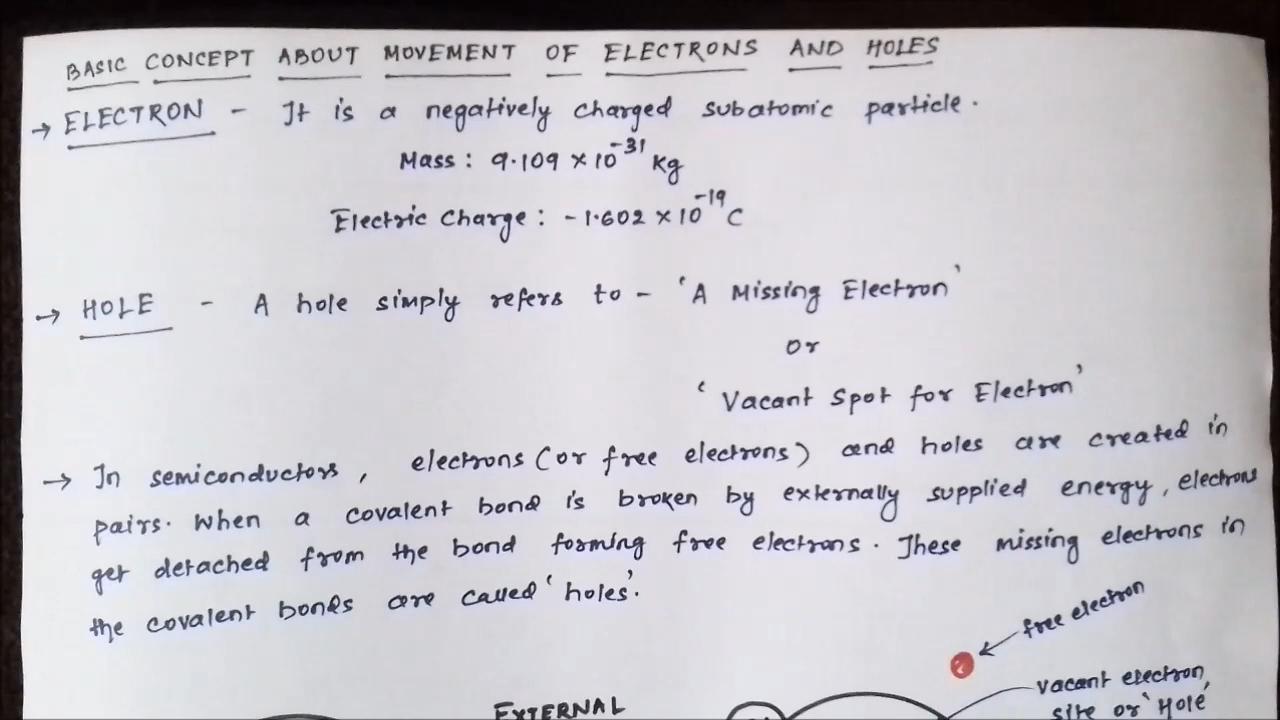 BASIC CONCEPT ABOUT MOVEMENT OF ELECTRONS AND HOLES
→ ELECTRON - It is a negatively charged subatomic particle.
Mass: 9.109 × 10⁻³¹ Kg
Electric Charge: -1.602 × 10⁻¹⁹ C
→ HOLE - A hole simply refers to - 'A Missing Electron'
Or
'Vacant Spot for Electron'
→ In semiconductors, electrons (or free electrons) and holes are created in
pairs. When a covalent bond is broken by externally supplied energy, electrons
get detached from the bond forming free electrons. These missing electrons in
the covalent bonds are called 'holes'.
free electron
vacant electron,
site or 'Hole'
EXTERNAL